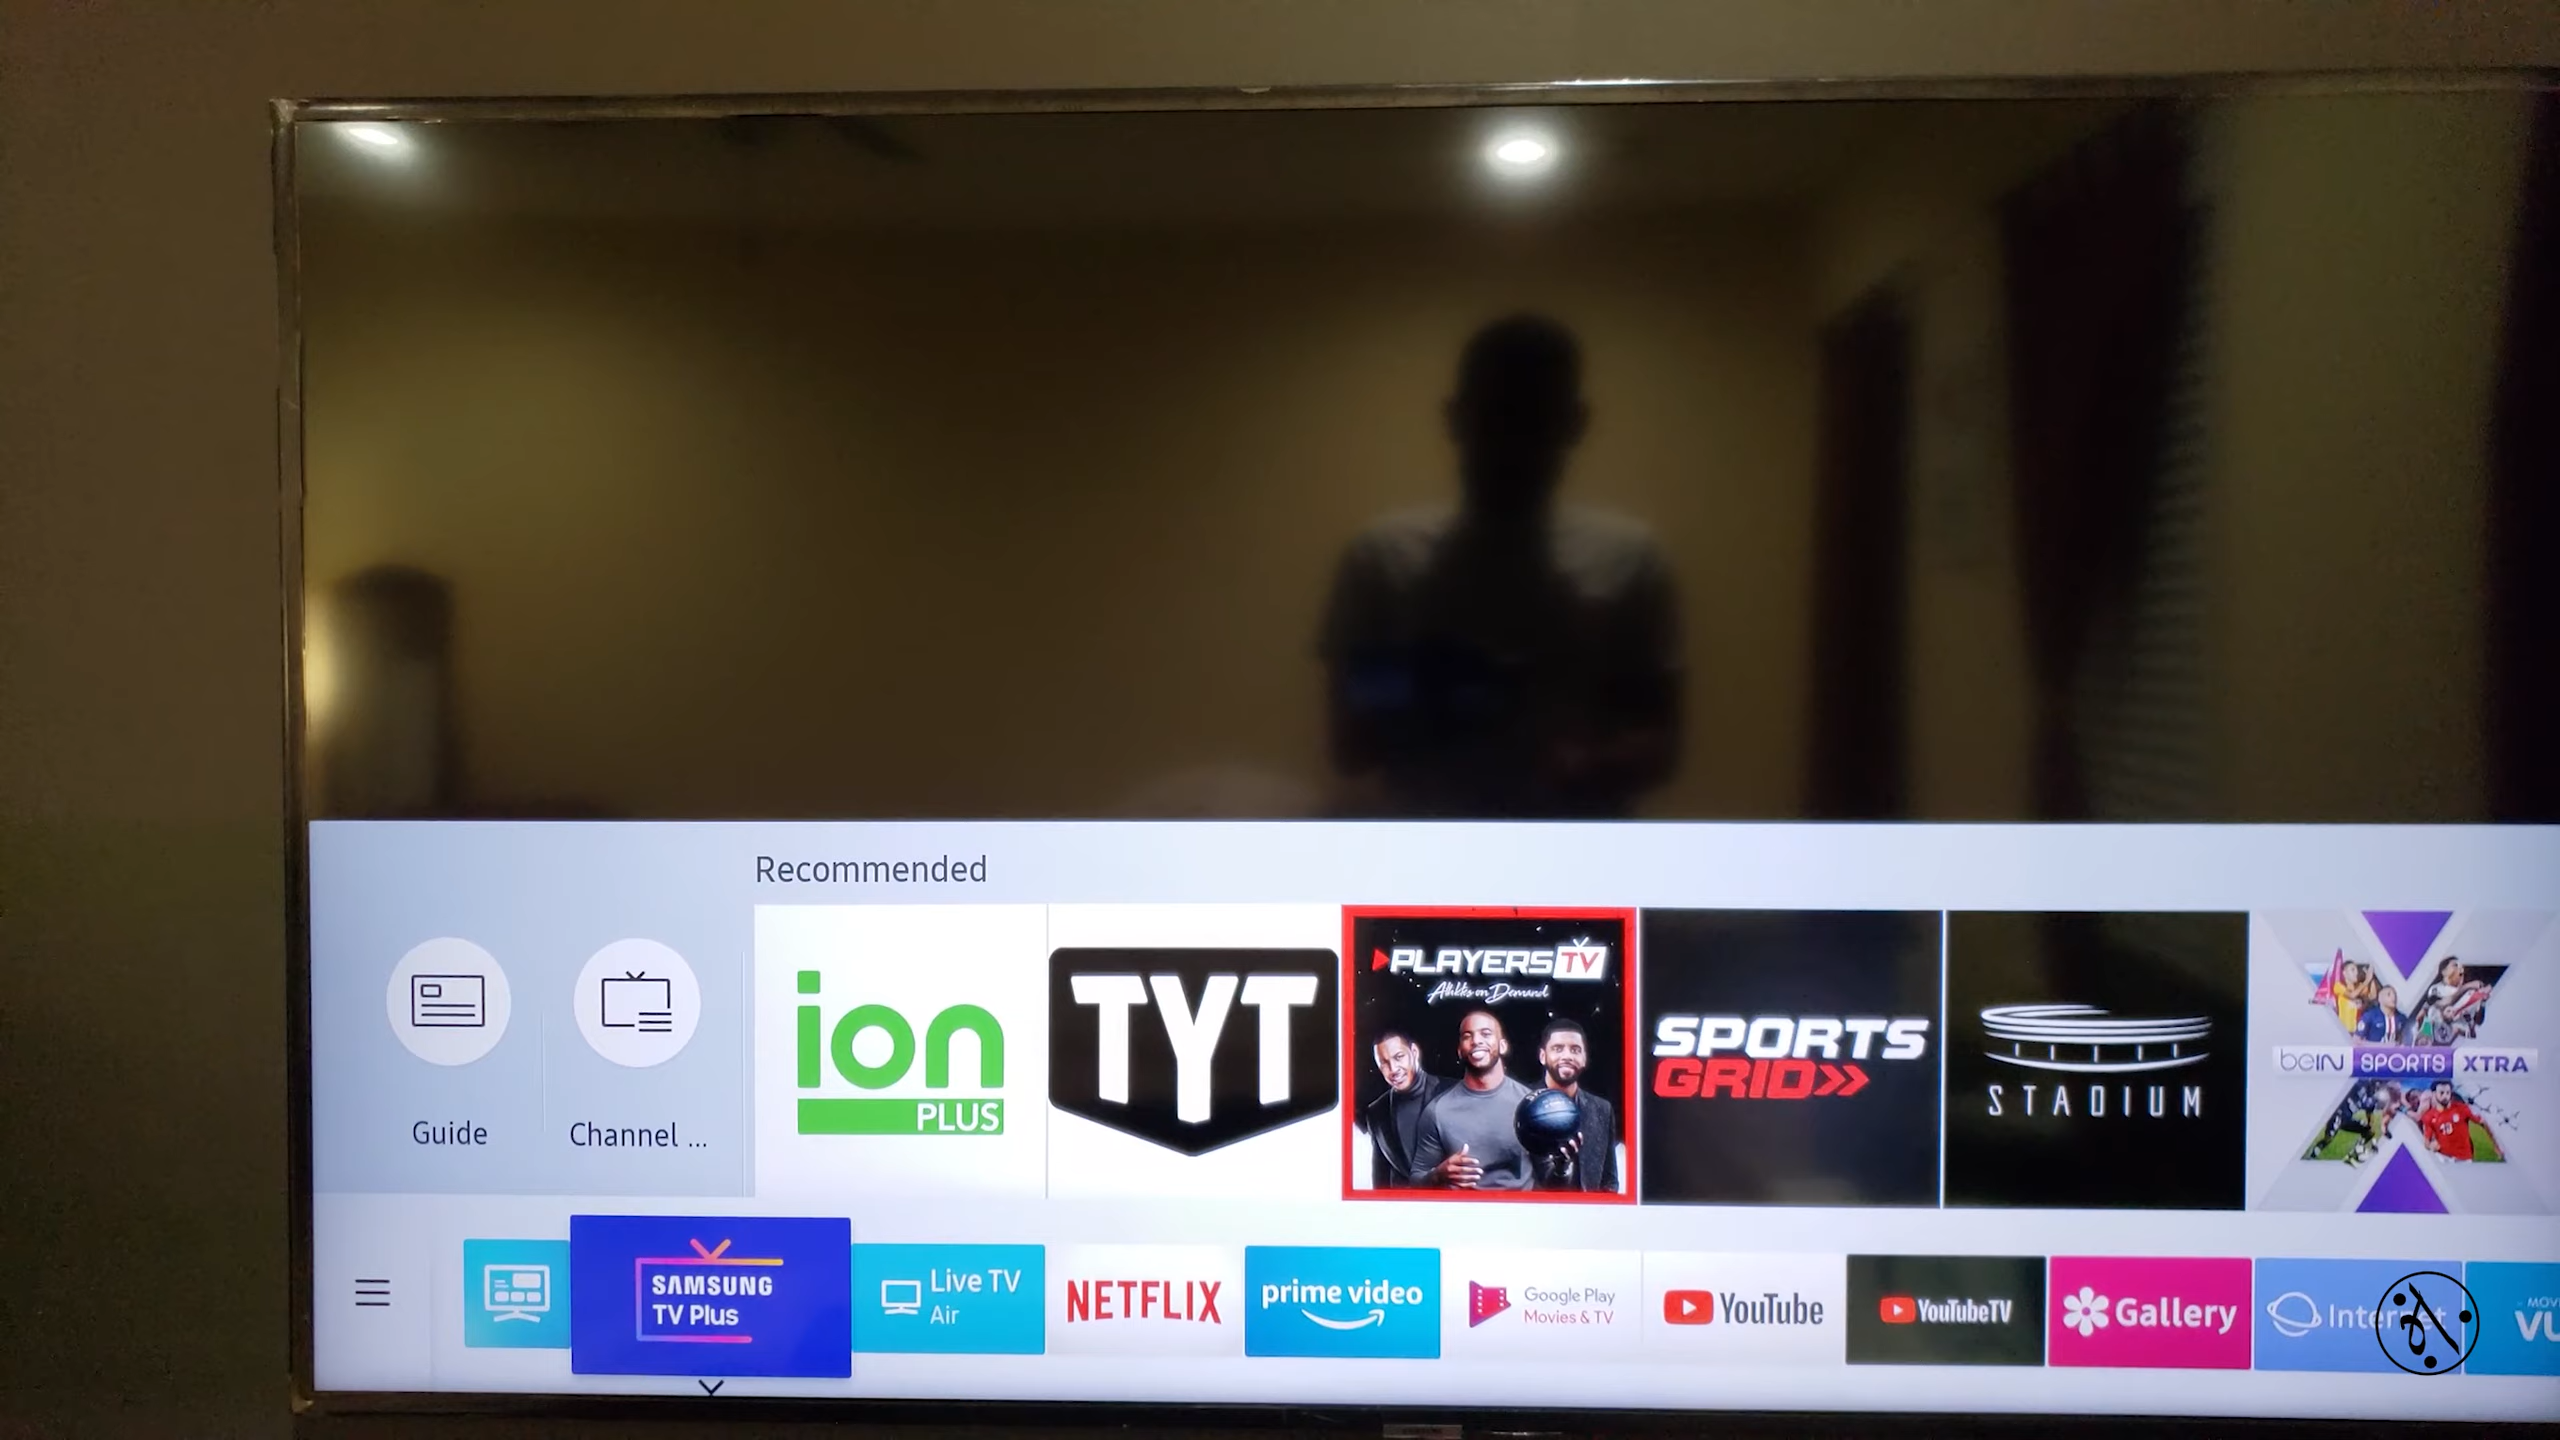 Recommended
Guide
Channel ...
ion
PLUS
TYT
PLAYERS TV
Athletes on Demand
SPORTS
GRID
STADIUM
beIN SPORTS XTRA
SAMSUNG
TV Plus
Live TV
Air
NETFLIX
prime video
Google Play
Movies & TV
YouTube
YouTubeTV
Gallery
VU